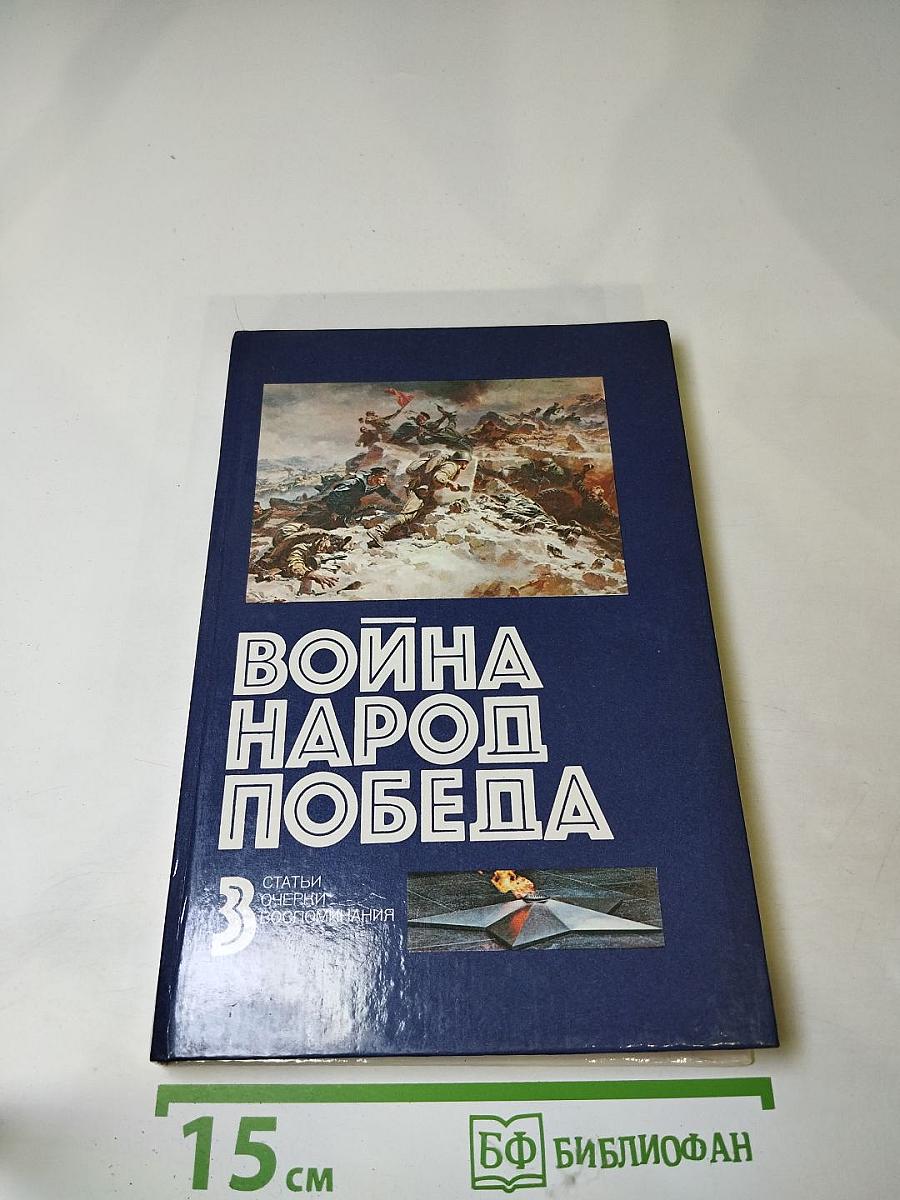 ВОЙНА
НАРОД
ПОБЕДА
3
СТАТЬИ
ОЧЕРКИ
ВОСПОМИНАНИЯ
15 см
БФ БИБЛИОФАН